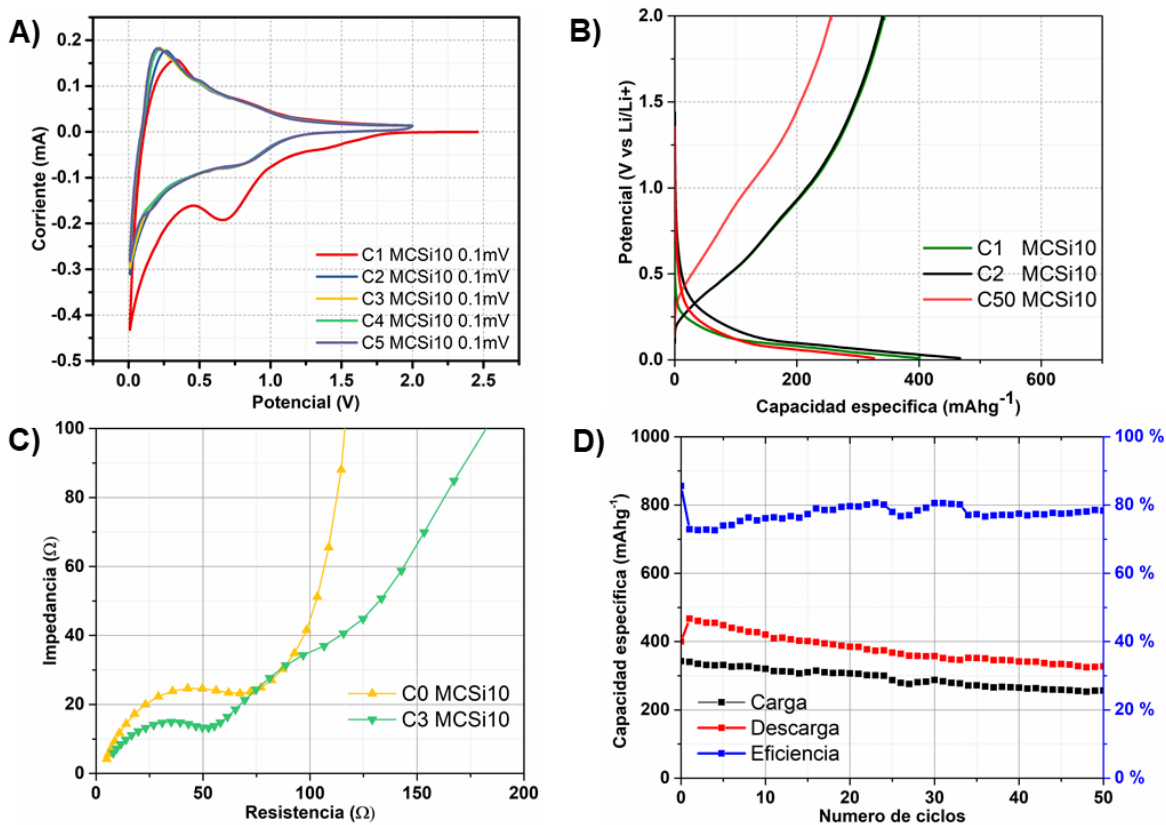 A)
0.2
0.1
0.0
-0.1
-0.2
-0.3
-0.4
-0.5
Corriente (mA)
C1 MCSi10 0.1mV
C2 MCSi10 0.1mV
C3 MCSi10 0.1mV
C4 MCSi10 0.1mV
C5 MCSi10 0.1mV
0.0 0.5 1.0 1.5 2.0 2.5
Potencial (V)
B)
2.0
1.5
1.0
0.5
0.0
Potencial (V vs Li/Li+)
C1 MCSi10
C2 MCSi10
C50 MCSi10
0 200 400 600
Capacidad especifica (mAhg⁻¹)
C)
100
80
60
40
20
0
Impedancia (Ω)
C0 MCSi10
C3 MCSi10
0 50 100 150 200
Resistencia (Ω)
D)
1000
800
600
400
200
0
Capacidad específica (mAhg⁻¹)
Carga
Descarga
Eficiencia
100 %
80 %
60 %
40 %
20 %
0 %
0 10 20 30 40 50
Numero de ciclos